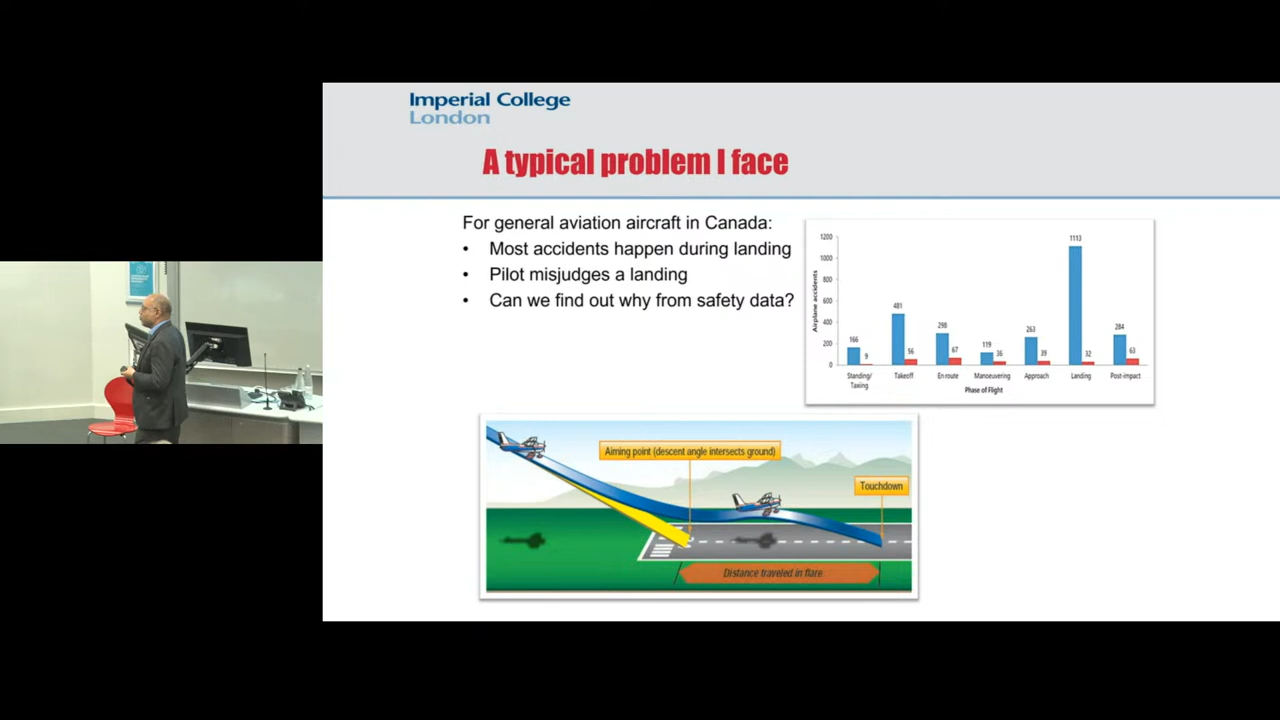 Imperial College
London
A typical problem I face
For general aviation aircraft in Canada:
• Most accidents happen during landing
• Pilot misjudges a landing
• Can we find out why from safety data?
Airplane accidents
1200
1000
800
600
400
200
0
166
9
481
56
298
67
119
36
263
39
1113
32
284
63
Standing/
Taxiing
Takeoff
En route
Manoeuvering
Approach
Landing
Post-impact
Phase of Flight
Aiming point (descent angle intersects ground)
Touchdown
Distance traveled in flare